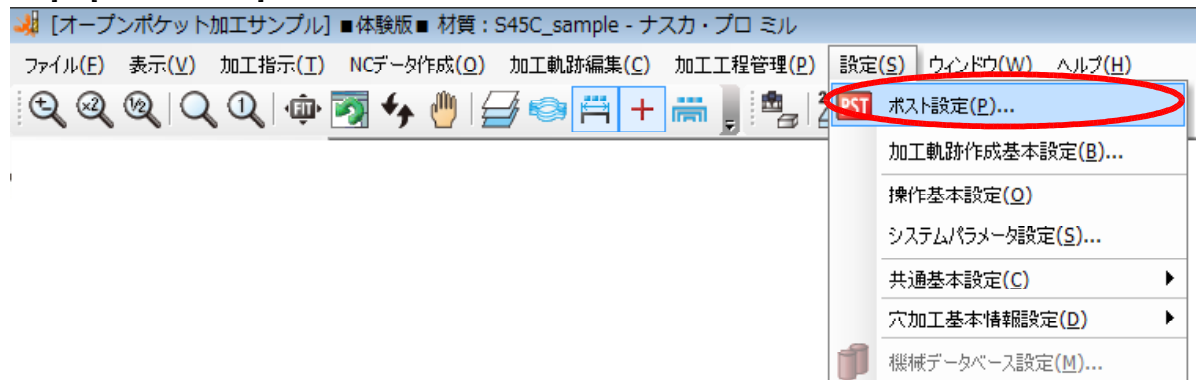 [オープンポケット加工サンプル] ■体験版■ 材質：S45C_sample - ナスカ・プロ ミル
ファイル(F) 表示(V) 加工指示(T) NCデータ作成(O) 加工軌跡編集(C) 加工工程管理(P) 設定(S) ウィンドウ(W) ヘルプ(H)
x2 1/2 1 FIT
PST ポスト設定(P)...
加工軌跡作成基本設定(B)...
操作基本設定(O)
システムパラメータ設定(S)...
共通基本設定(C)
穴加工基本情報設定(D)
機械データベース設定(M)...